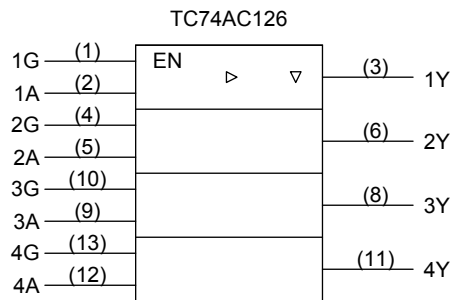 TC74AC126
1G (1) EN
1A (2) (3) 1Y
2G (4)
2A (5) (6) 2Y
3G (10)
3A (9) (8) 3Y
4G (13)
4A (12) (11) 4Y